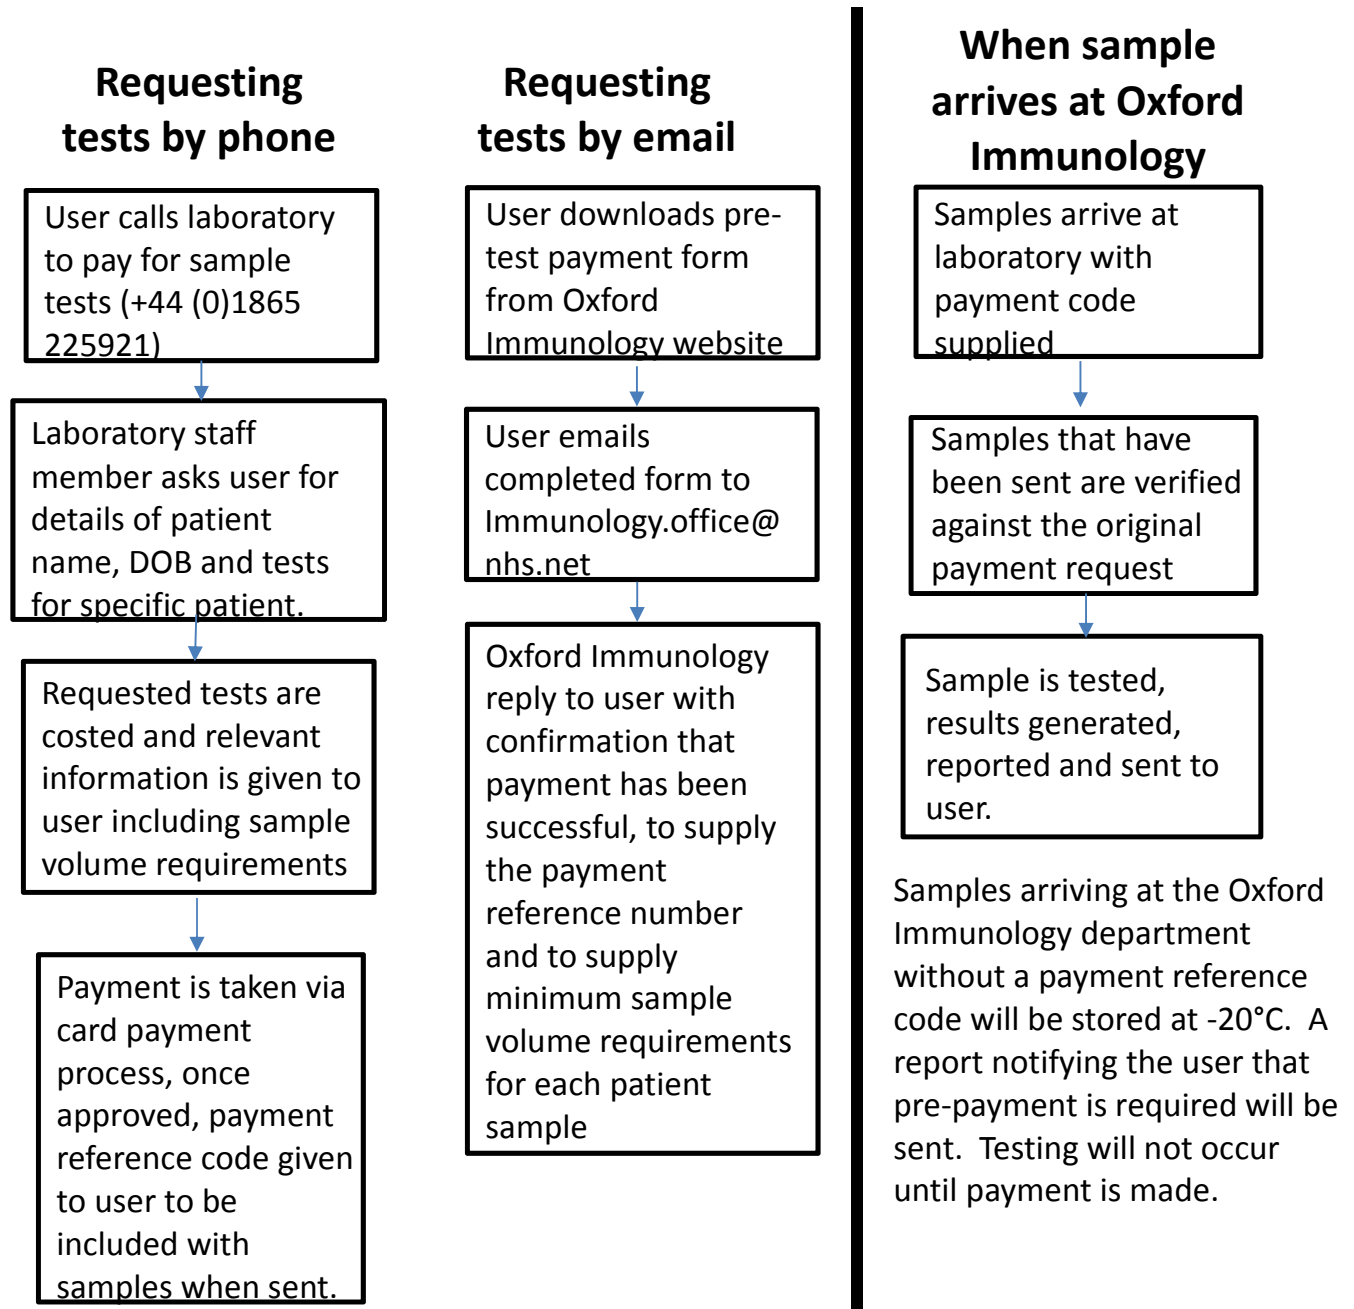 Requesting
tests by phone
User calls laboratory
to pay for sample
tests (+44 (0)1865
225921)
Laboratory staff
member asks user for
details of patient
name, DOB and tests
for specific patient.
Requested tests are
costed and relevant
information is given to
user including sample
volume requirements
Payment is taken via
card payment
process, once
approved, payment
reference code given
to user to be
included with
samples when sent.
Requesting
tests by email
User downloads pre-
test payment form
from Oxford
Immunology website
User emails
completed form to
Immunology.office@
nhs.net
Oxford Immunology
reply to user with
confirmation that
payment has been
successful, to supply
the payment
reference number
and to supply
minimum sample
volume requirements
for each patient
sample
When sample
arrives at Oxford
Immunology
Samples arrive at
laboratory with
payment code
supplied
Samples that have
been sent are verified
against the original
payment request
Sample is tested,
results generated,
reported and sent to
user.
Samples arriving at the Oxford
Immunology department
without a payment reference
code will be stored at -20°C.  A
report notifying the user that
pre-payment is required will be
sent.  Testing will not occur
until payment is made.